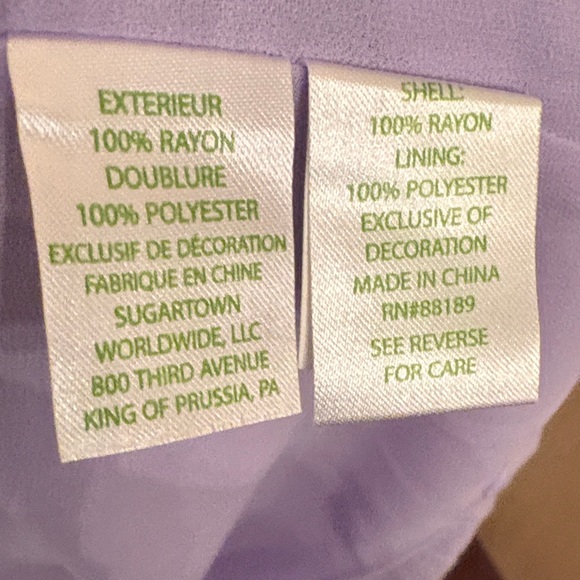 EXTERIEUR
100% RAYON
DOUBLURE
100% POLYESTER
EXCLUSIF DE DÉCORATION
FABRIQUE EN CHINE
SUGARTOWN
WORLDWIDE, LLC
800 THIRD AVENUE
KING OF PRUSSIA, PA
SHELL:
100% RAYON
LINING:
100% POLYESTER
EXCLUSIVE OF
DECORATION
MADE IN CHINA
RN#88189
SEE REVERSE
FOR CARE